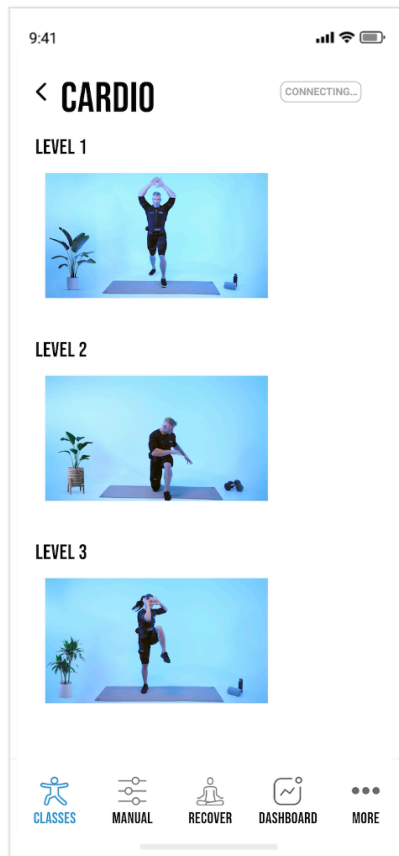 9:41
CARDIO
CONNECTING...
LEVEL 1
LEVEL 2
LEVEL 3
CLASSES
MANUAL
RECOVER
DASHBOARD
MORE